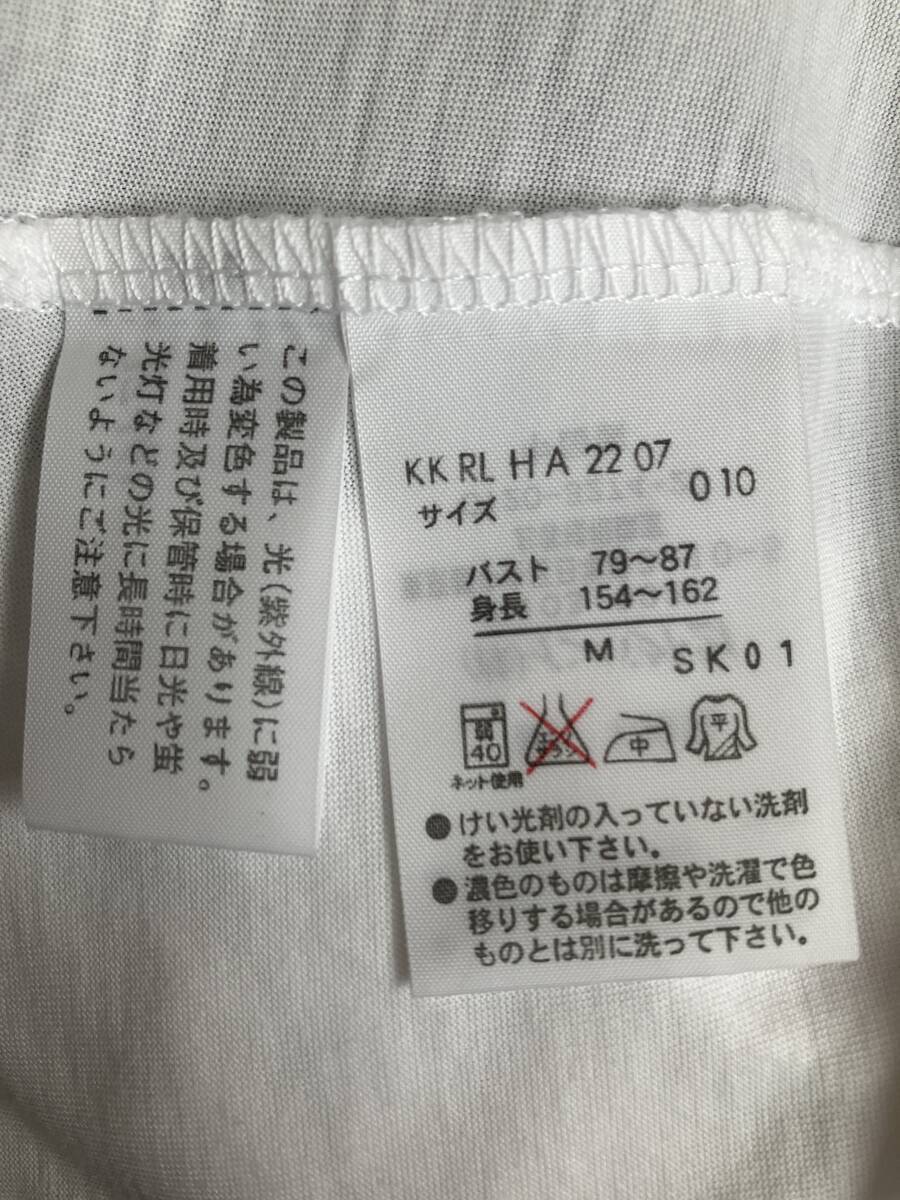 この製品は、光(紫外線)に弱
い為変色する場合があります。
着用時及び保管時に日光や蛍
光灯などの光に長時間当たら
ないようにご注意下さい。
KK RL H A 22 07
010
サイズ
バスト 79〜87
身長 154〜162
M
SK01
弱
40
中
平
ネット使用
●けい光剤の入っていない洗剤
をお使い下さい。
●濃色のものは摩擦や洗濯で色
移りする場合があるので他の
ものとは別に洗って下さい。